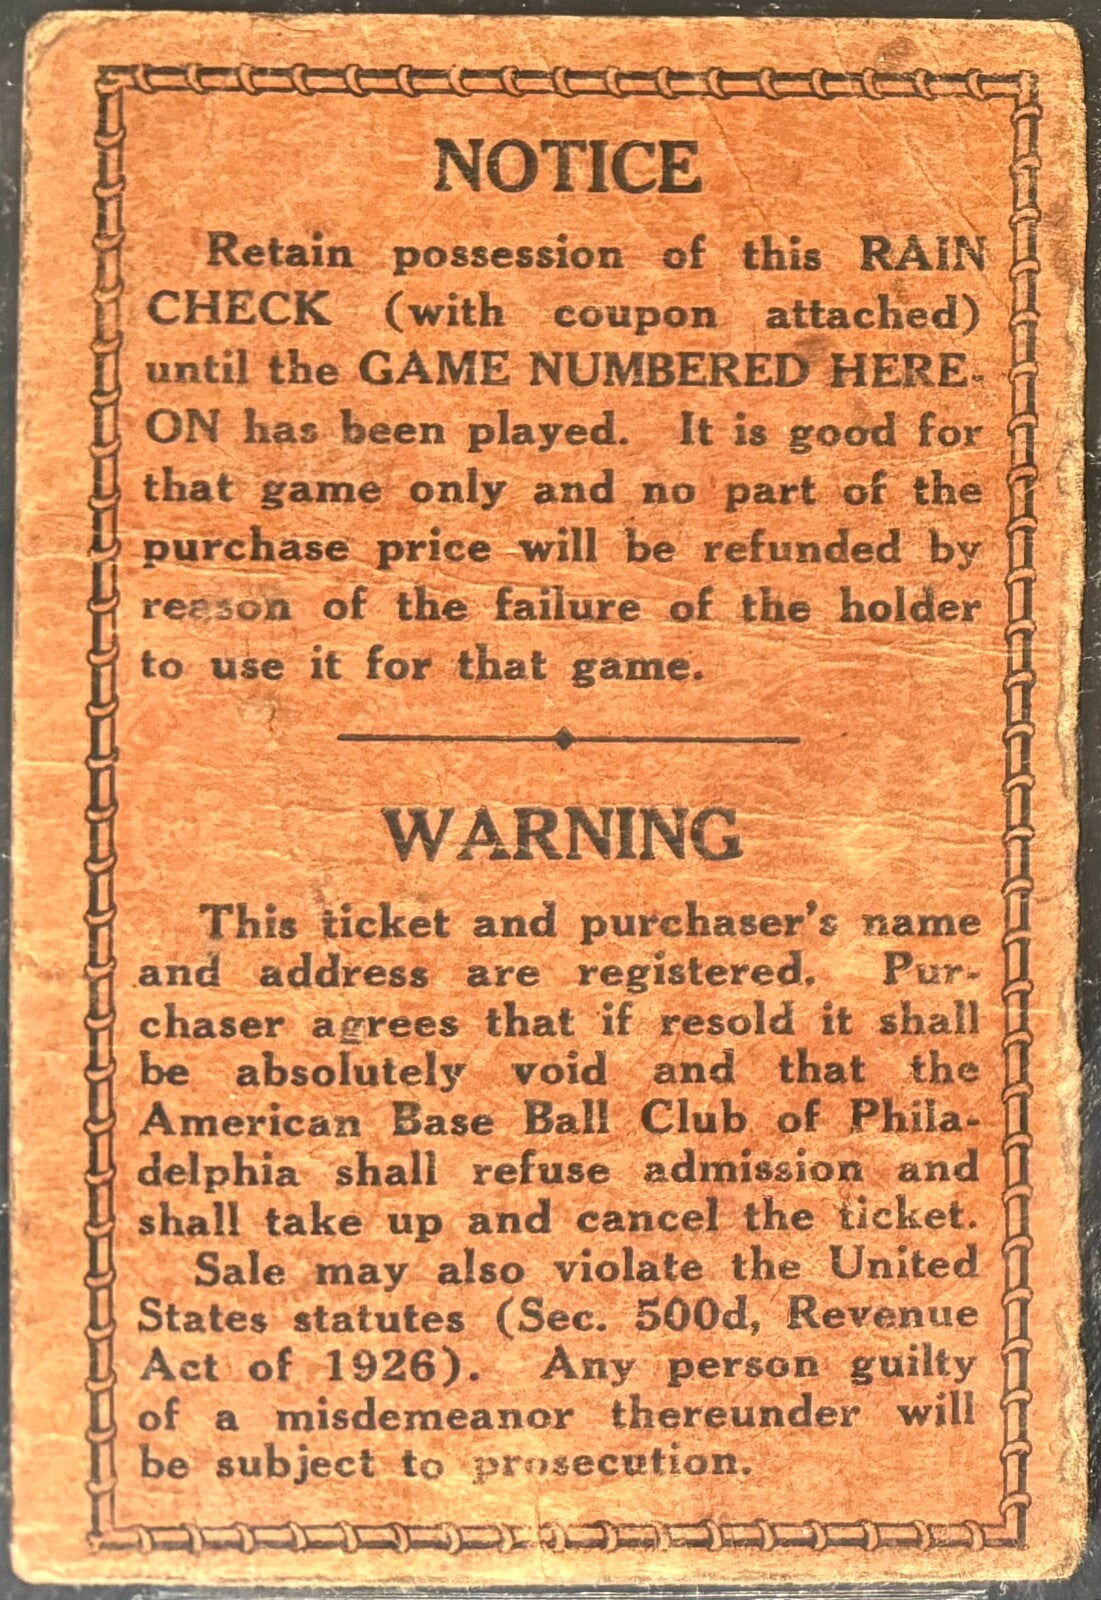 NOTICE
Retain possession of this RAIN
CHECK (with coupon attached)
until the GAME NUMBERED HERE-
ON has been played. It is good for
that game only and no part of the
purchase price will be refunded by
reason of the failure of the holder
to use it for that game.
WARNING
This ticket and purchaser's name
and address are registered. Pur-
chaser agrees that if resold it shall
be absolutely void and that the
American Base Ball Club of Phila-
delphia shall refuse admission and
shall take up and cancel the ticket.
Sale may also violate the United
States statutes (Sec. 500d, Revenue
Act of 1926). Any person guilty
of a misdemeanor thereunder will
be subject to prosecution.